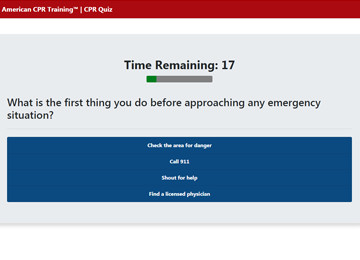 American CPR Training™ | CPR Quiz
Time Remaining: 17
What is the first thing you do before approaching any emergency
situation?
Check the area for danger
Call 911
Shout for help
Find a licensed physician